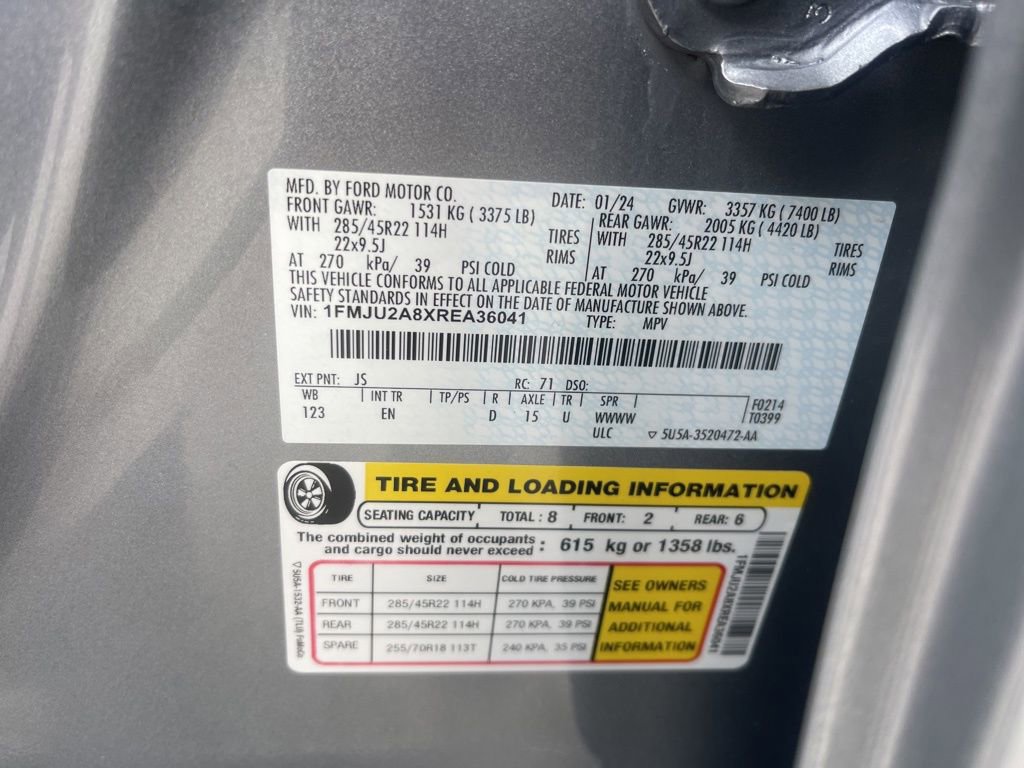 MFD. BY FORD MOTOR CO.
DATE: 01/24 GVWR: 3357 KG ( 7400 LB)
FRONT GAWR: 1531 KG ( 3375 LB)
WITH 285/45R22 114H TIRES
22x9.5J RIMS
AT 270 kPa/ 39 PSI COLD
REAR GAWR: 2005 KG ( 4420 LB)
WITH 285/45R22 114H TIRES
22x9.5J RIMS
AT 270 kPa/ 39 PSI COLD
THIS VEHICLE CONFORMS TO ALL APPLICABLE FEDERAL MOTOR VEHICLE
SAFETY STANDARDS IN EFFECT ON THE DATE OF MANUFACTURE SHOWN ABOVE.
VIN: 1FMJU2A8XREA36041 TYPE: MPV
EXT PNT: JS RC: 71 DSO:
WB INT TR TP/PS R AXLE TR SPR
123 EN D 15 U WWWW
ULC
F0214
T0399
5U5A-3520472-AA
TIRE AND LOADING INFORMATION
SEATING CAPACITY TOTAL : 8 FRONT: 2 REAR: 6
The combined weight of occupants
and cargo should never exceed : 615 kg or 1358 lbs.
TIRE SIZE COLD TIRE PRESSURE
FRONT 285/45R22 114H 270 KPA, 39 PSI
REAR 285/45R22 114H 270 KPA, 39 PSI
SPARE 255/70R18 113T 240 KPA, 35 PSI
SEE OWNERS
MANUAL FOR
ADDITIONAL
INFORMATION
5U5A-1532-AA (TLU) FoMoCo
1FMJU2A8XREA36041